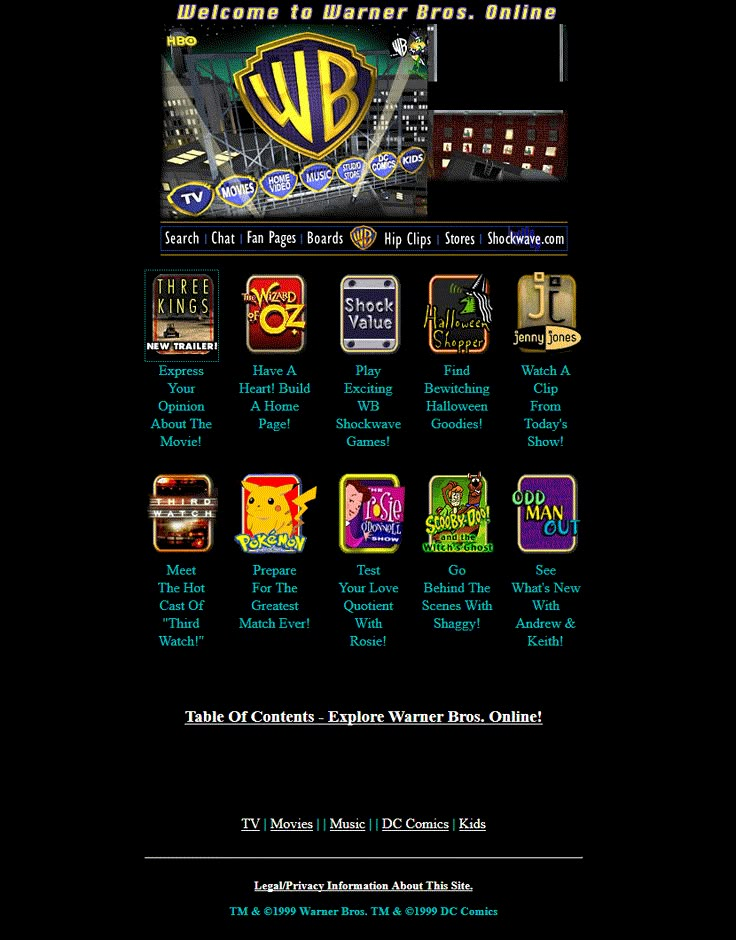 Welcome to Warner Bros. Online
HBO
WB
WB
TV
MOVIES
HOME VIDEO
MUSIC
STUDIO STORE
DC COMICS
KIDS
Search | Chat | Fan Pages | Boards WB Hip Clips | Stores | Shockwave.com
THREE KINGS
NEW TRAILER!
THE WIZARD OF OZ
Shock Value
Halloween Shopper
jj
jenny jones
Express Your Opinion About The Movie!
Have A Heart! Build A Home Page!
Play Exciting WB Shockwave Games!
Find Bewitching Halloween Goodies!
Watch A Clip From Today's Show!
THIRD WATCH
POKéMON
THE rosie O'DONNELL SHOW
SCOOBY-DOO! and the Witch's Ghost
ODD MAN OUT
Meet The Hot Cast Of "Third Watch!"
Prepare For The Greatest Match Ever!
Test Your Love Quotient With Rosie!
Go Behind The Scenes With Shaggy!
See What's New With Andrew & Keith!
Table Of Contents - Explore Warner Bros. Online!
TV | Movies | | Music | | DC Comics | Kids
Legal/Privacy Information About This Site.
TM & ©1999 Warner Bros. TM & ©1999 DC Comics